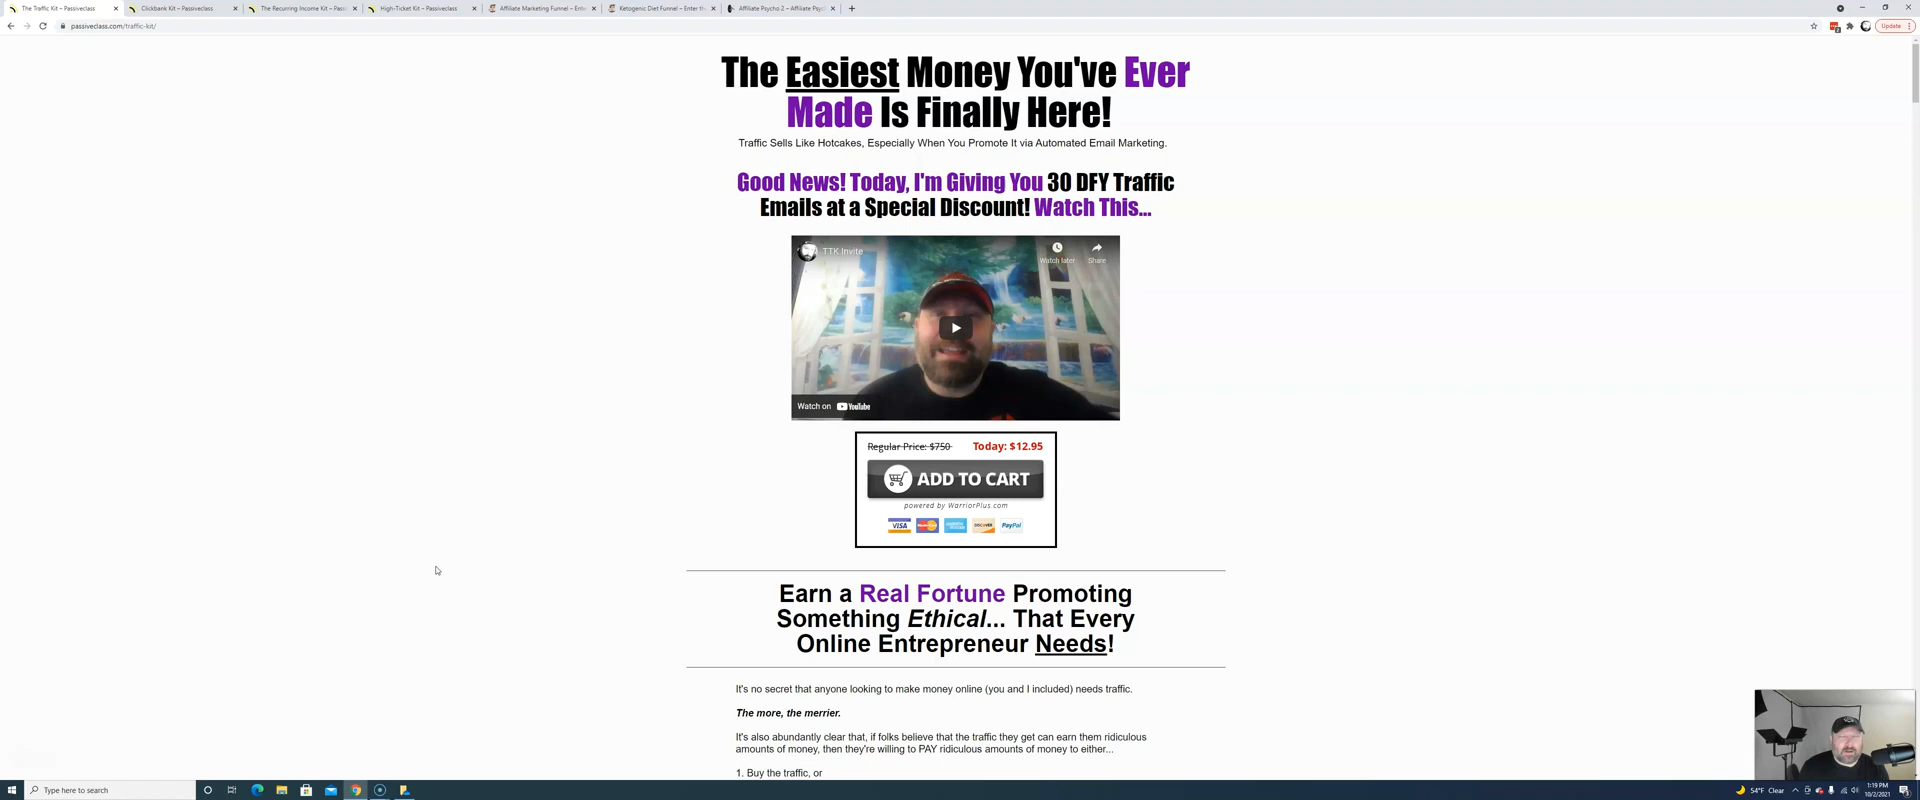 The Traffic Kit – Passiveclass
Clickbank Kit – Passiveclass
The Recurring Income Kit – Pass
High-Ticket Kit – Passiveclass
Affiliate Marketing Funnel – Ente
Ketogenic Diet Funnel – Enter th
Affiliate Psycho 2 – Affiliate Psyc
passiveclass.com/traffic-kit/
Update
The Easiest Money You've Ever
Made Is Finally Here!
Traffic Sells Like Hotcakes, Especially When You Promote It via Automated Email Marketing.
Good News! Today, I'm Giving You 30 DFY Traffic
Emails at a Special Discount! Watch This...
TTK Invite
Watch later
Share
Watch on YouTube
Regular Price: $750 Today: $12.95
ADD TO CART
powered by WarriorPlus.com
VISA MasterCard DISCOVER PayPal
Earn a Real Fortune Promoting
Something Ethical... That Every
Online Entrepreneur Needs!
It's no secret that anyone looking to make money online (you and I included) needs traffic.
The more, the merrier.
It's also abundantly clear that, if folks believe that the traffic they get can earn them ridiculous
amounts of money, then they're willing to PAY ridiculous amounts of money to either...
1. Buy the traffic, or
Type here to search
54°F Clear
1:19 PM
10/2/2021